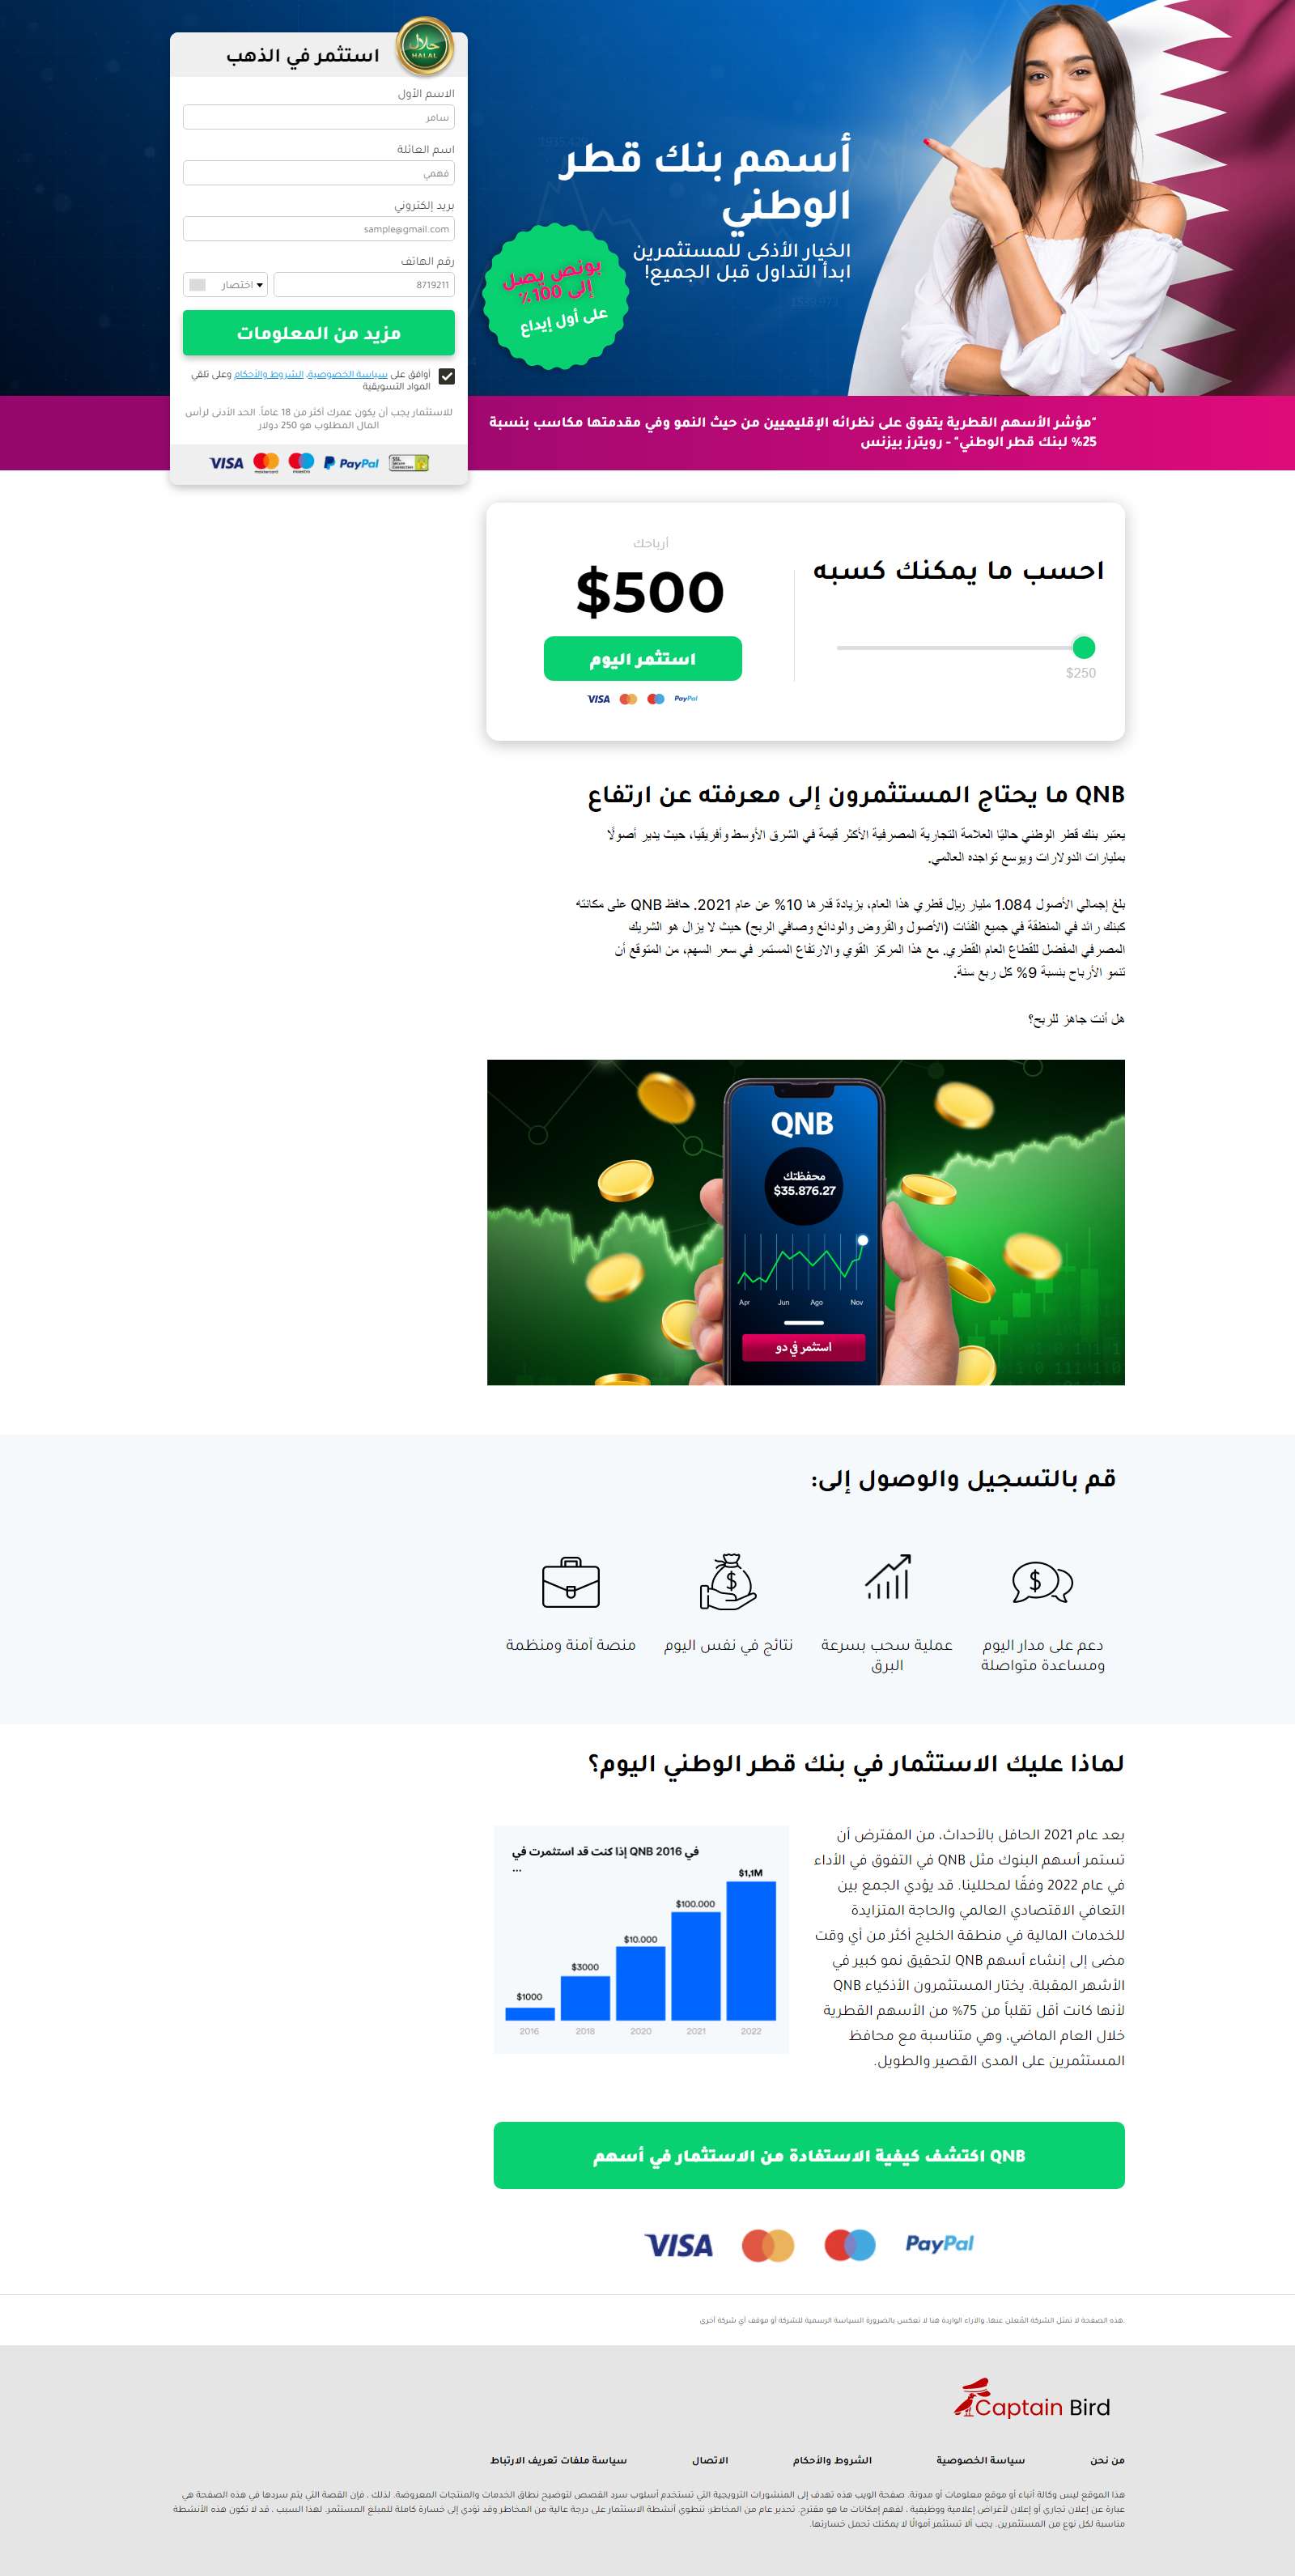 استثمر في الذهب
حلال
HALAL
الاسم الأول
سامر
اسم العائلة
فهمي
بريد إلكتروني
sample@gmail.com
رقم الهاتف
8719211
اختصار
مزيد من المعلومات
أوافق على سياسة الخصوصية، الشروط والأحكام وعلى تلقي
المواد التسويقية
للاستثمار يجب أن يكون عمرك أكثر من 18 عاماً. الحد الأدنى لرأس
المال المطلوب هو 250 دولار
VISA
mastercard
maestro
PayPal
SSL
أسهم بنك قطر
الوطني
الخيار الأذكى للمستثمرين
ابدأ التداول قبل الجميع!
بونص يصل
إلى 100٪
على أول إيداع
"مؤشر الأسهم القطرية يتفوق على نظرائه الإقليميين من حيث النمو وفي مقدمتها مكاسب بنسبة
25% لبنك قطر الوطني" - رويترز بيزنس
احسب ما يمكنك كسبه
$250
أرباحك
$500
استثمر اليوم
VISA
PayPal
QNB ما يحتاج المستثمرون إلى معرفته عن ارتفاع
يعتبر بنك قطر الوطني حاليًا العلامة التجارية المصرفية الأكثر قيمة في الشرق الأوسط وأفريقيا، حيث يدير أصولًا
بمليارات الدولارات ويوسع تواجده العالمي.
بلغ إجمالي الأصول 1.084 مليار ريال قطري هذا العام، بزيادة قدرها 10% عن عام 2021. حافظ QNB على مكانته
كبنك رائد في المنطقة في جميع الفئات (الأصول والقروض والودائع وصافي الربح) حيث لا يزال هو الشريك
المصرفي المفضل للقطاع العام القطري. مع هذا المركز القوي والارتفاع المستمر في سعر السهم، من المتوقع أن
تنمو الأرباح بنسبة 9% كل ربع سنة.
هل أنت جاهز للربح؟
QNB
محفظتك
$35.876.27
Apr Jun Ago Nov
استثمر في دو
قم بالتسجيل والوصول إلى:
دعم على مدار اليوم
ومساعدة متواصلة
عملية سحب بسرعة
البرق
نتائج في نفس اليوم
منصة آمنة ومنظمة
لماذا عليك الاستثمار في بنك قطر الوطني اليوم؟
بعد عام 2021 الحافل بالأحداث، من المفترض أن
تستمر أسهم البنوك مثل QNB في التفوق في الأداء
في عام 2022 وفقًا لمحللينا. قد يؤدي الجمع بين
التعافي الاقتصادي العالمي والحاجة المتزايدة
للخدمات المالية في منطقة الخليج أكثر من أي وقت
مضى إلى إنشاء أسهم QNB لتحقيق نمو كبير في
الأشهر المقبلة. يختار المستثمرون الأذكياء QNB
لأنها كانت أقل تقلباً من 75% من الأسهم القطرية
خلال العام الماضي، وهي متناسبة مع محافظ
المستثمرين على المدى القصير والطويل.
في QNB 2016 إذا كنت قد استثمرت في
...
$1000
$3000
$10.000
$100.000
$1,1M
2016 2018 2020 2021 2022
QNB اكتشف كيفية الاستفادة من الاستثمار في أسهم
VISA
PayPal
هذه الصفحة لا تمثل الشركة المُعلن عنها، والآراء الواردة هنا لا تعكس بالضرورة السياسة الرسمية للشركة أو موقف أي شركة أخرى.
Captain Bird
من نحن
سياسة الخصوصية
الشروط والأحكام
الاتصال
سياسة ملفات تعريف الارتباط
هذا الموقع ليس وكالة أنباء أو موقع معلومات أو مدونة. صفحة الويب هذه تهدف إلى المنشورات الترويجية التي تستخدم أسلوب سرد القصص لتوضيح نطاق الخدمات والمنتجات المعروضة. لذلك ، فإن القصة التي يتم سردها في هذه الصفحة هي
عبارة عن إعلان تجاري أو إعلان لأغراض إعلامية ووظيفية ، لفهم إمكانات ما هو مقترح. تحذير عام من المخاطر: تنطوي أنشطة الاستثمار على درجة عالية من المخاطر وقد تؤدي إلى خسارة كاملة للمبلغ المستثمر. لهذا السبب ، قد لا تكون هذه الأنشطة
مناسبة لكل نوع من المستثمرين. يجب ألا تستثمر أموالًا لا يمكنك تحمل خسارتها.